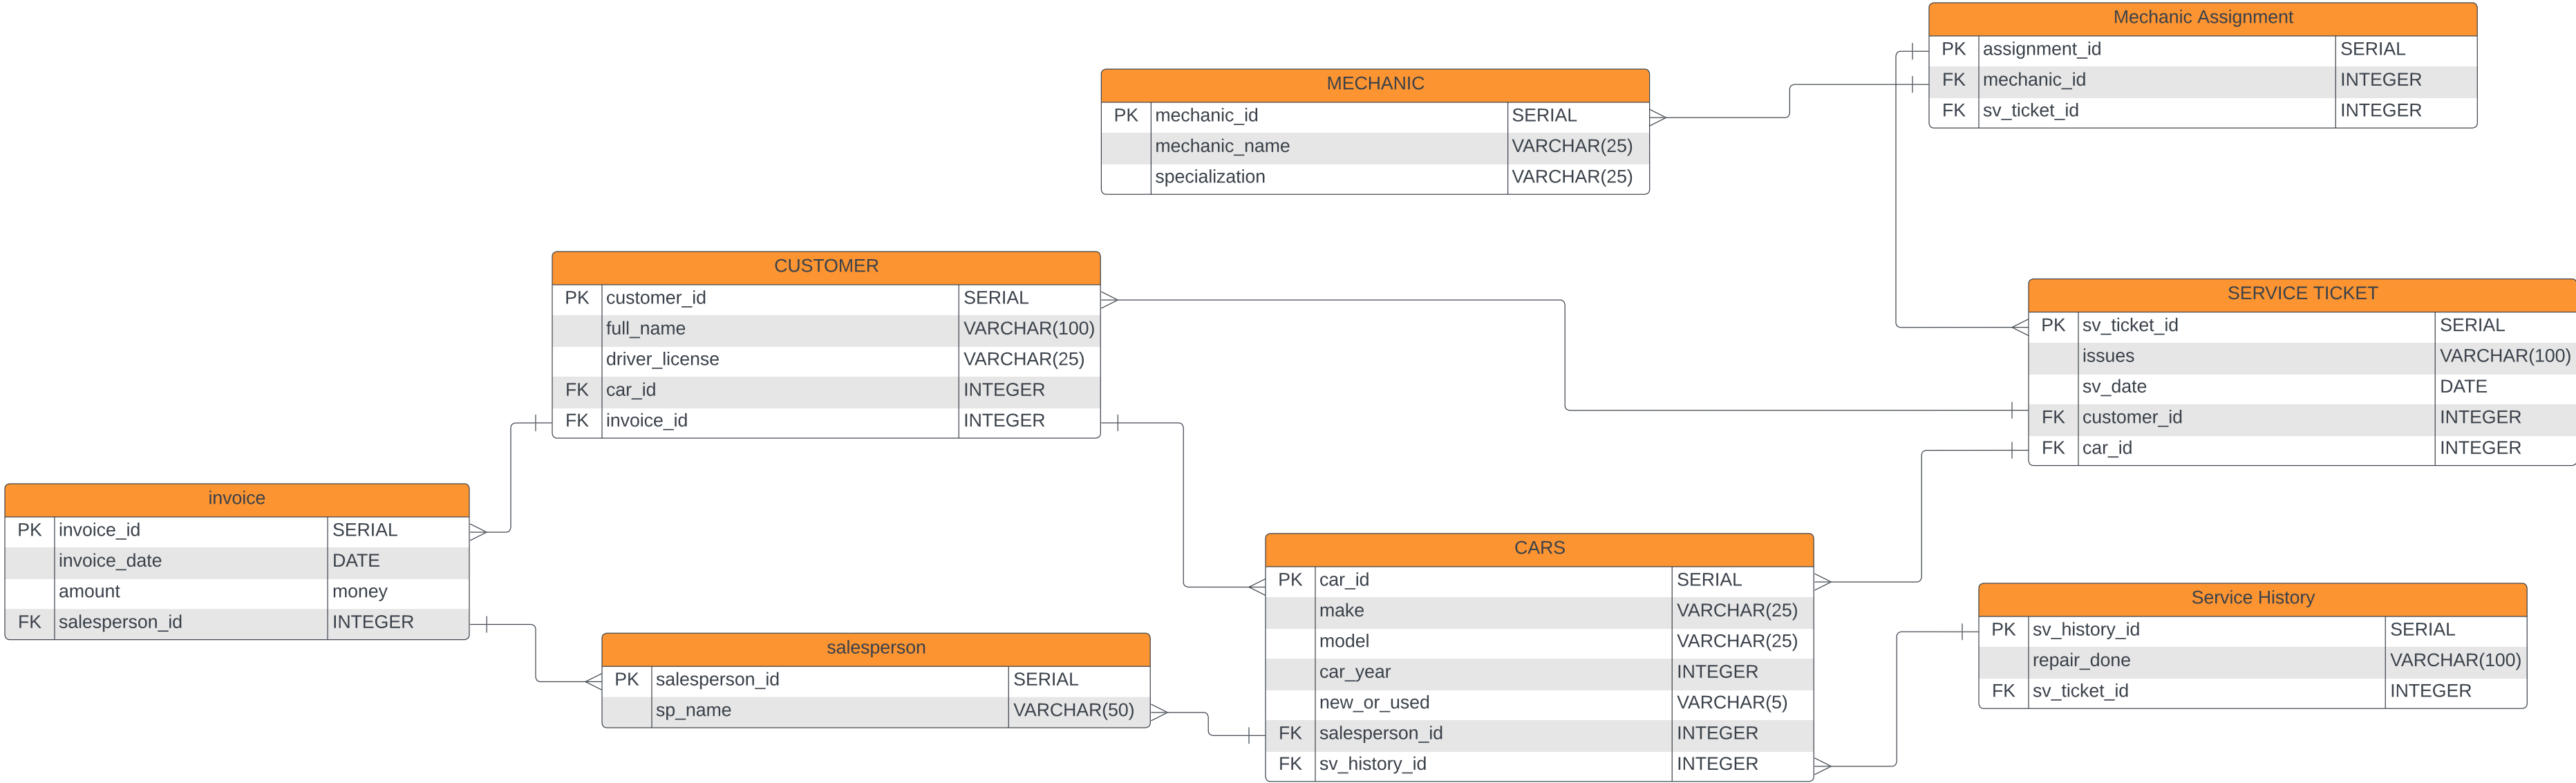 Mechanic Assignment
PK assignment_id SERIAL
FK mechanic_id INTEGER
FK sv_ticket_id INTEGER
MECHANIC
PK mechanic_id SERIAL
mechanic_name VARCHAR(25)
specialization VARCHAR(25)
CUSTOMER
PK customer_id SERIAL
full_name VARCHAR(100)
driver_license VARCHAR(25)
FK car_id INTEGER
FK invoice_id INTEGER
SERVICE TICKET
PK sv_ticket_id SERIAL
issues VARCHAR(100)
sv_date DATE
FK customer_id INTEGER
FK car_id INTEGER
invoice
PK invoice_id SERIAL
invoice_date DATE
amount money
FK salesperson_id INTEGER
salesperson
PK salesperson_id SERIAL
sp_name VARCHAR(50)
CARS
PK car_id SERIAL
make VARCHAR(25)
model VARCHAR(25)
car_year INTEGER
new_or_used VARCHAR(5)
FK salesperson_id INTEGER
FK sv_history_id INTEGER
Service History
PK sv_history_id SERIAL
repair_done VARCHAR(100)
FK sv_ticket_id INTEGER